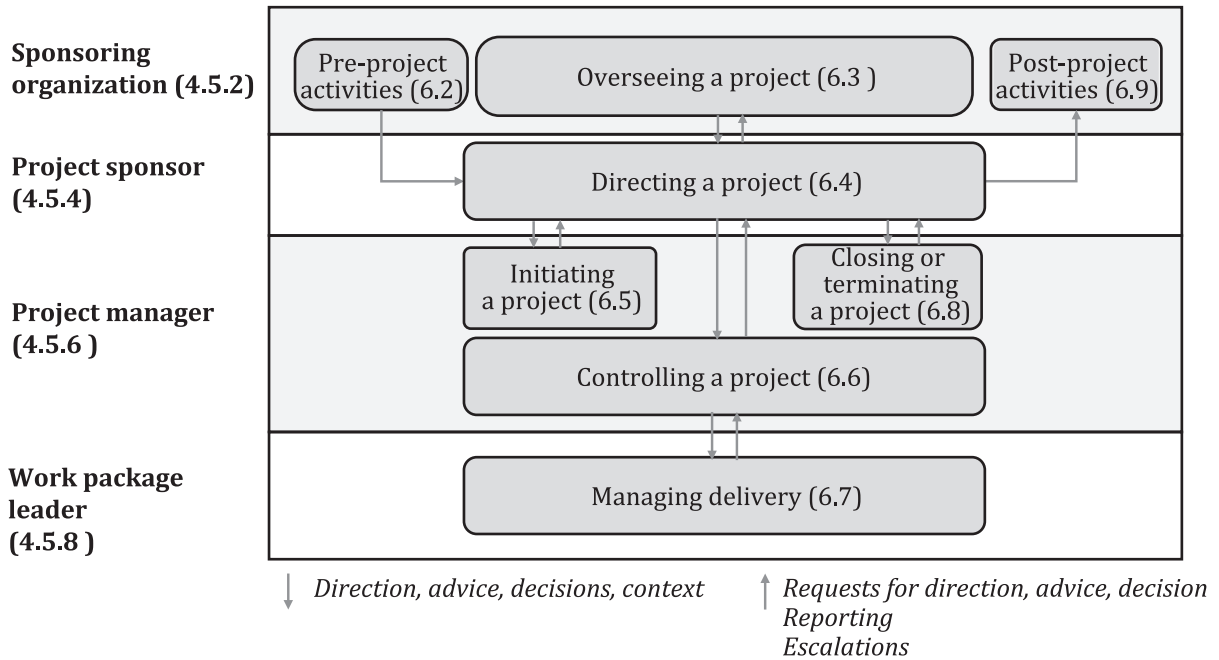 Sponsoring
organization (4.5.2)
Pre-project
activities (6.2)
Overseeing a project (6.3 )
Post-project
activities (6.9)
Project sponsor
(4.5.4)
Directing a project (6.4)
Project manager
(4.5.6 )
Initiating
a project (6.5)
Closing or
terminating
a project (6.8)
Controlling a project (6.6)
Work package
leader
(4.5.8 )
Managing delivery (6.7)
Direction, advice, decisions, context
Requests for direction, advice, decision
Reporting
Escalations